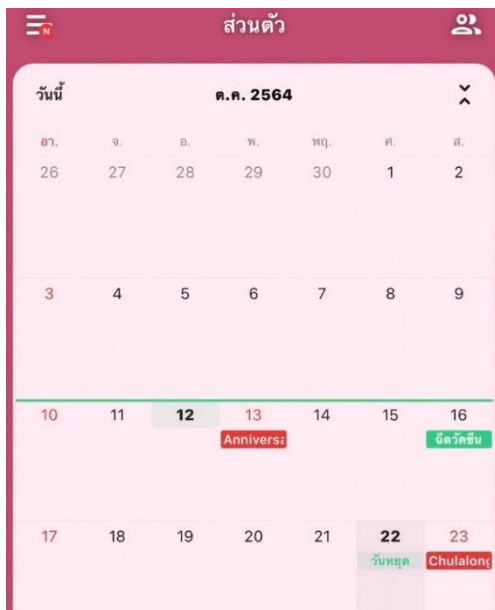 N
ส่วนตัว
วันนี้ ต.ค. 2564
อา. จ. อ. พ. พฤ. ศ. ส.
26 27 28 29 30 1 2
3 4 5 6 7 8 9
10 11 12 13 14 15 16
Anniversa ฉีดวัคซีน
17 18 19 20 21 22 23
วันหยุด Chulalong